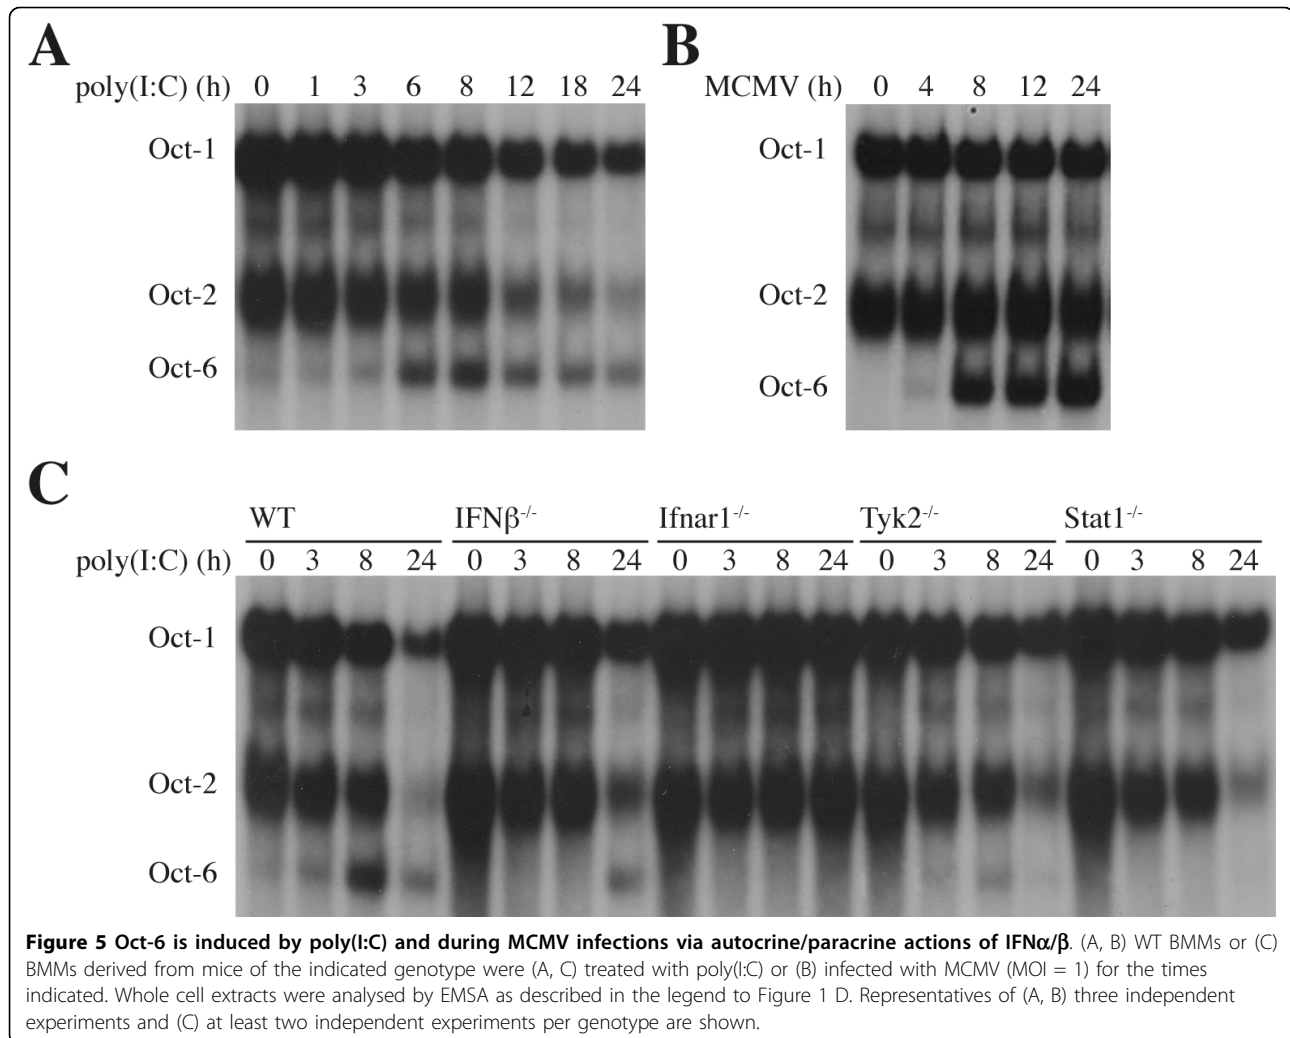 A
B
poly(I:C) (h) 0 1 3 6 8 12 18 24
MCMV (h) 0 4 8 12 24
Oct-1
Oct-2
Oct-6
Oct-1
Oct-2
Oct-6
C
WT IFNβ-/- Ifnar1-/- Tyk2-/- Stat1-/-
poly(I:C) (h) 0 3 8 24 0 3 8 24 0 3 8 24 0 3 8 24 0 3 8 24
Oct-1
Oct-2
Oct-6
Figure 5 Oct-6 is induced by poly(I:C) and during MCMV infections via autocrine/paracrine actions of IFNα/β. (A, B) WT BMMs or (C)
BMMs derived from mice of the indicated genotype were (A, C) treated with poly(I:C) or (B) infected with MCMV (MOI = 1) for the times
indicated. Whole cell extracts were analysed by EMSA as described in the legend to Figure 1 D. Representatives of (A, B) three independent
experiments and (C) at least two independent experiments per genotype are shown.